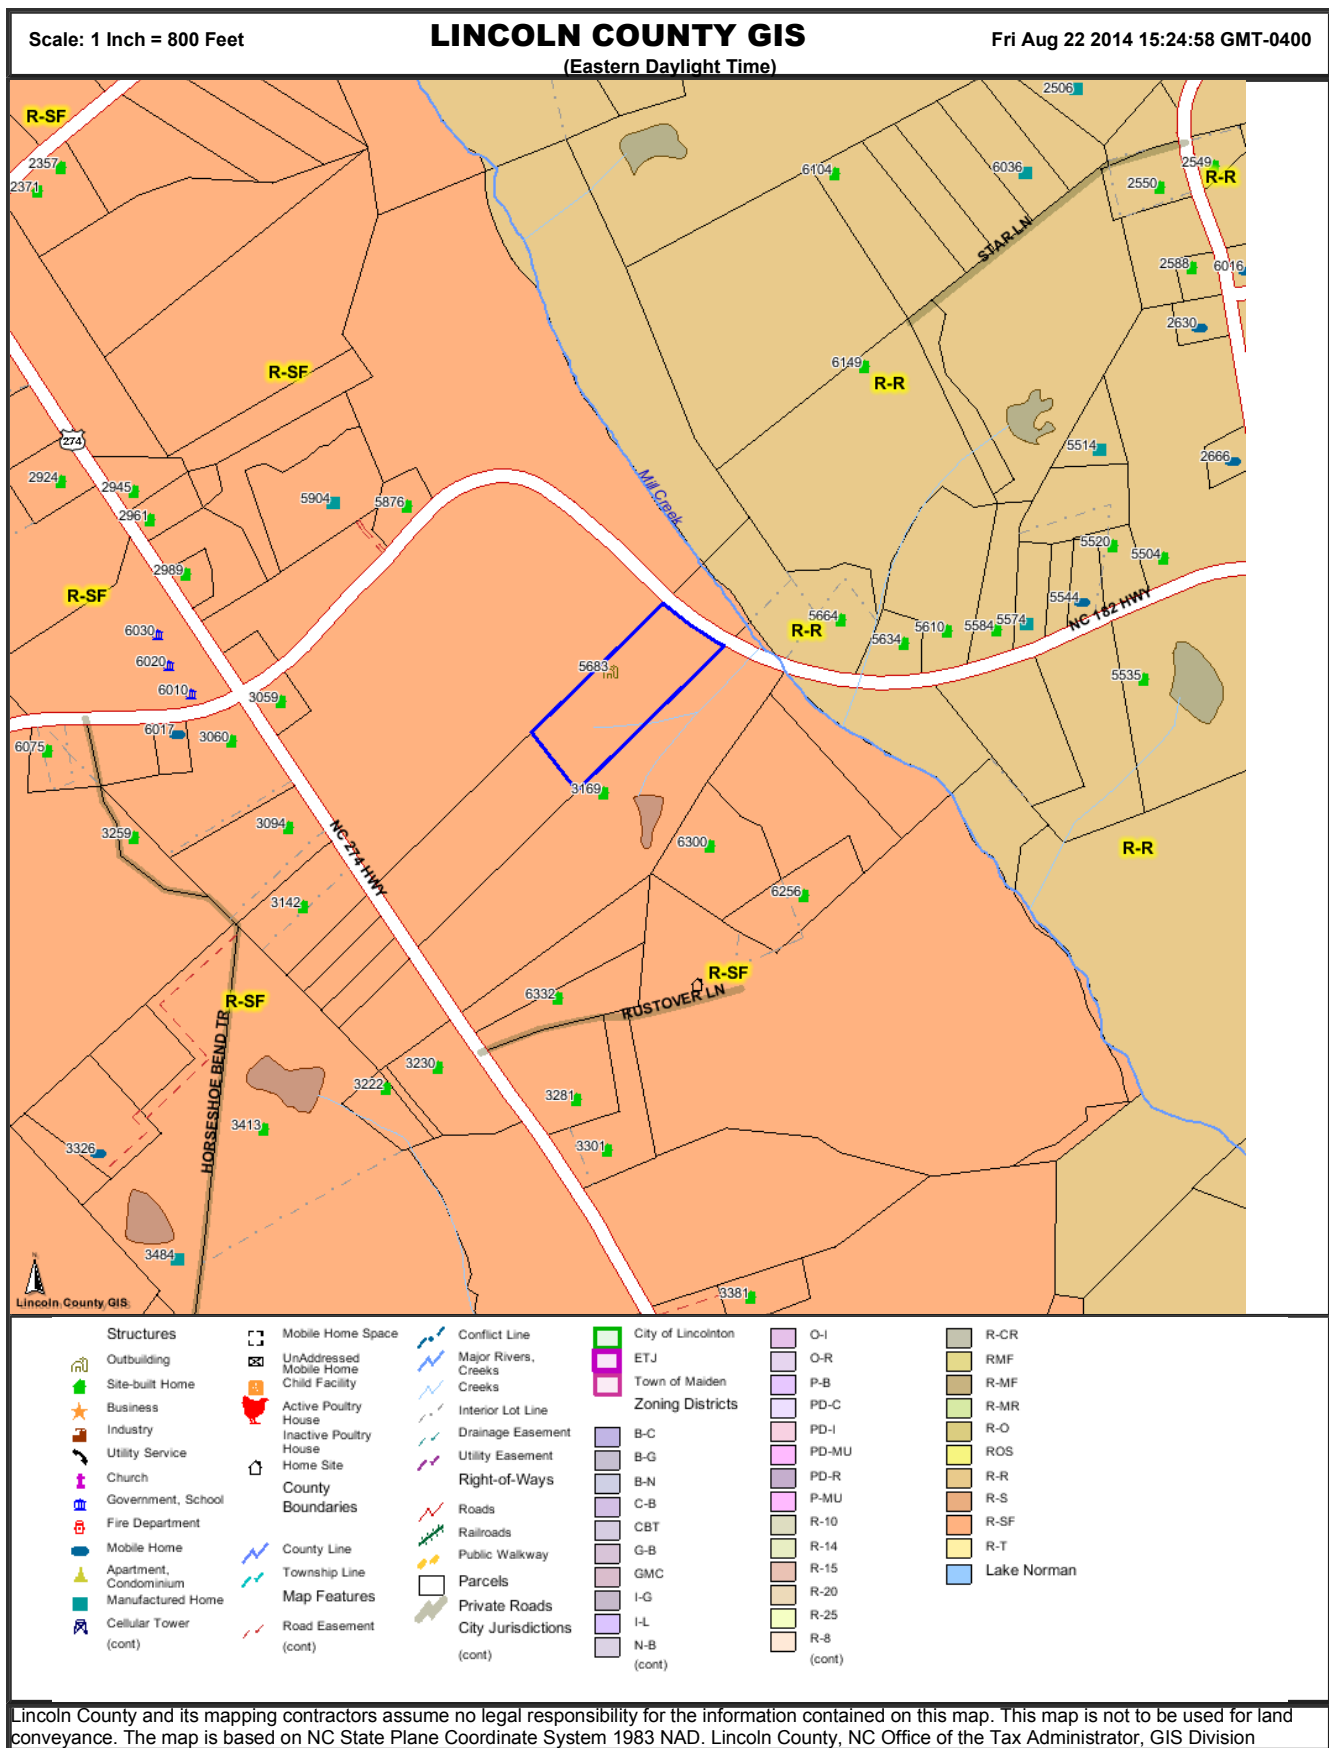 Scale: 1 Inch = 800 Feet
LINCOLN COUNTY GIS
(Eastern Daylight Time)
Fri Aug 22 2014 15:24:58 GMT-0400
R-SF
2357
2371
2506
6104
6036
2549
R-R
2550
STAR LN
2588
6016
2630
R-SF
6149
R-R
274
5514
2666
2924
2945
2961
5904
5876
Mill Creek
2989
5520
5504
R-SF
5544
NC 182 HWY
6030
5664
R-R
5634
5610
5584
5574
6020
5683
6010
3059
5535
6017
3060
6075
3169
3259
3094
NC 274 HWY
6300
R-R
3142
6256
R-SF
R-SF
6332
RUSTOVER LN
HORSESHOE BEND TR
3230
3222
3281
3413
3301
3326
3484
3381
N
Lincoln County GIS
Structures
Outbuilding
Site-built Home
Business
Industry
Utility Service
Church
Government, School
Fire Department
Mobile Home
Apartment,
Condominium
Manufactured Home
Cellular Tower
(cont)
Mobile Home Space
UnAddressed
Mobile Home
Child Facility
Active Poultry
House
Inactive Poultry
House
Home Site
County
Boundaries
County Line
Township Line
Map Features
Road Easement
(cont)
Conflict Line
Major Rivers,
Creeks
Creeks
Interior Lot Line
Drainage Easement
Utility Easement
Right-of-Ways
Roads
Railroads
Public Walkway
Parcels
Private Roads
City Jurisdictions
(cont)
City of Lincolnton
ETJ
Town of Maiden
Zoning Districts
B-C
B-G
B-N
C-B
CBT
G-B
GMC
I-G
I-L
N-B
(cont)
O-I
O-R
P-B
PD-C
PD-I
PD-MU
PD-R
P-MU
R-10
R-14
R-15
R-20
R-25
R-8
(cont)
R-CR
RMF
R-MF
R-MR
R-O
ROS
R-R
R-S
R-SF
R-T
Lake Norman
Lincoln County and its mapping contractors assume no legal responsibility for the information contained on this map. This map is not to be used for land
conveyance. The map is based on NC State Plane Coordinate System 1983 NAD. Lincoln County, NC Office of the Tax Administrator, GIS Division